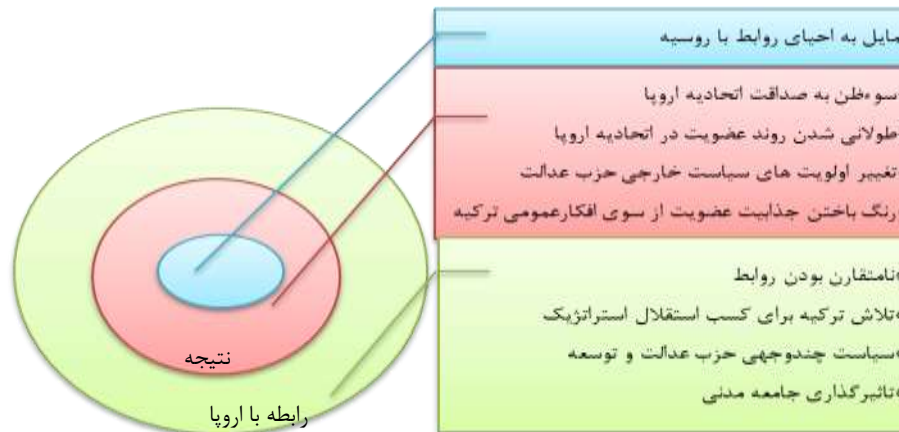 مایل به احیای روابط با روسیه
سوءظن به صداقت اتحادیه اروپا
طولانی شدن روند عضویت در اتحادیه اروپا
تغییر اولویت های سیاست خارجی حزب عدالت
رنگ باختن جذابیت عضویت از سوی افکارعمومی ترکیه
نامتقارن بودن روابط
تلاش ترکیه برای کسب استقلال استراتژیک
سیاست چندوجهی حزب عدالت و توسعه
تاثیرگذاری جامعه مدنی
نتیجه
رابطه با اروپا